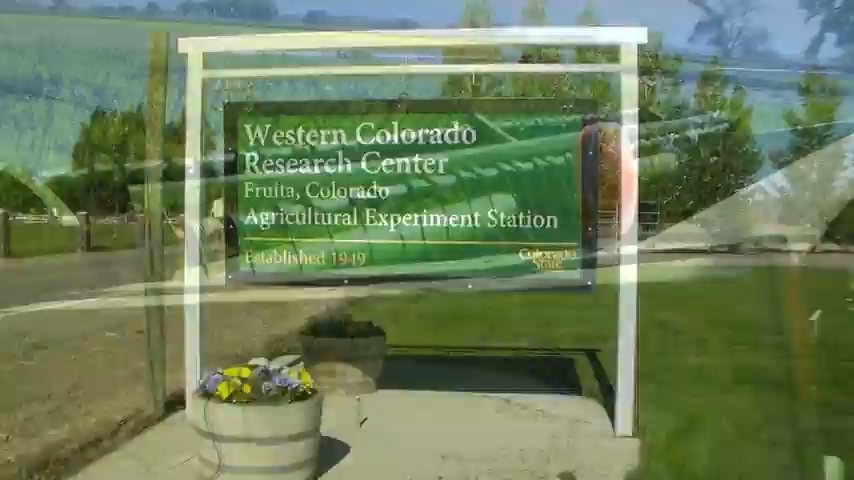 Western Colorado
Research Center
Fruita, Colorado
Agricultural Experiment Station
Established 1949
Colorado
State